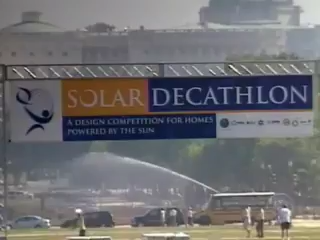 SOLAR DECATHLON
A DESIGN COMPETITION FOR HOMES
POWERED BY THE SUN